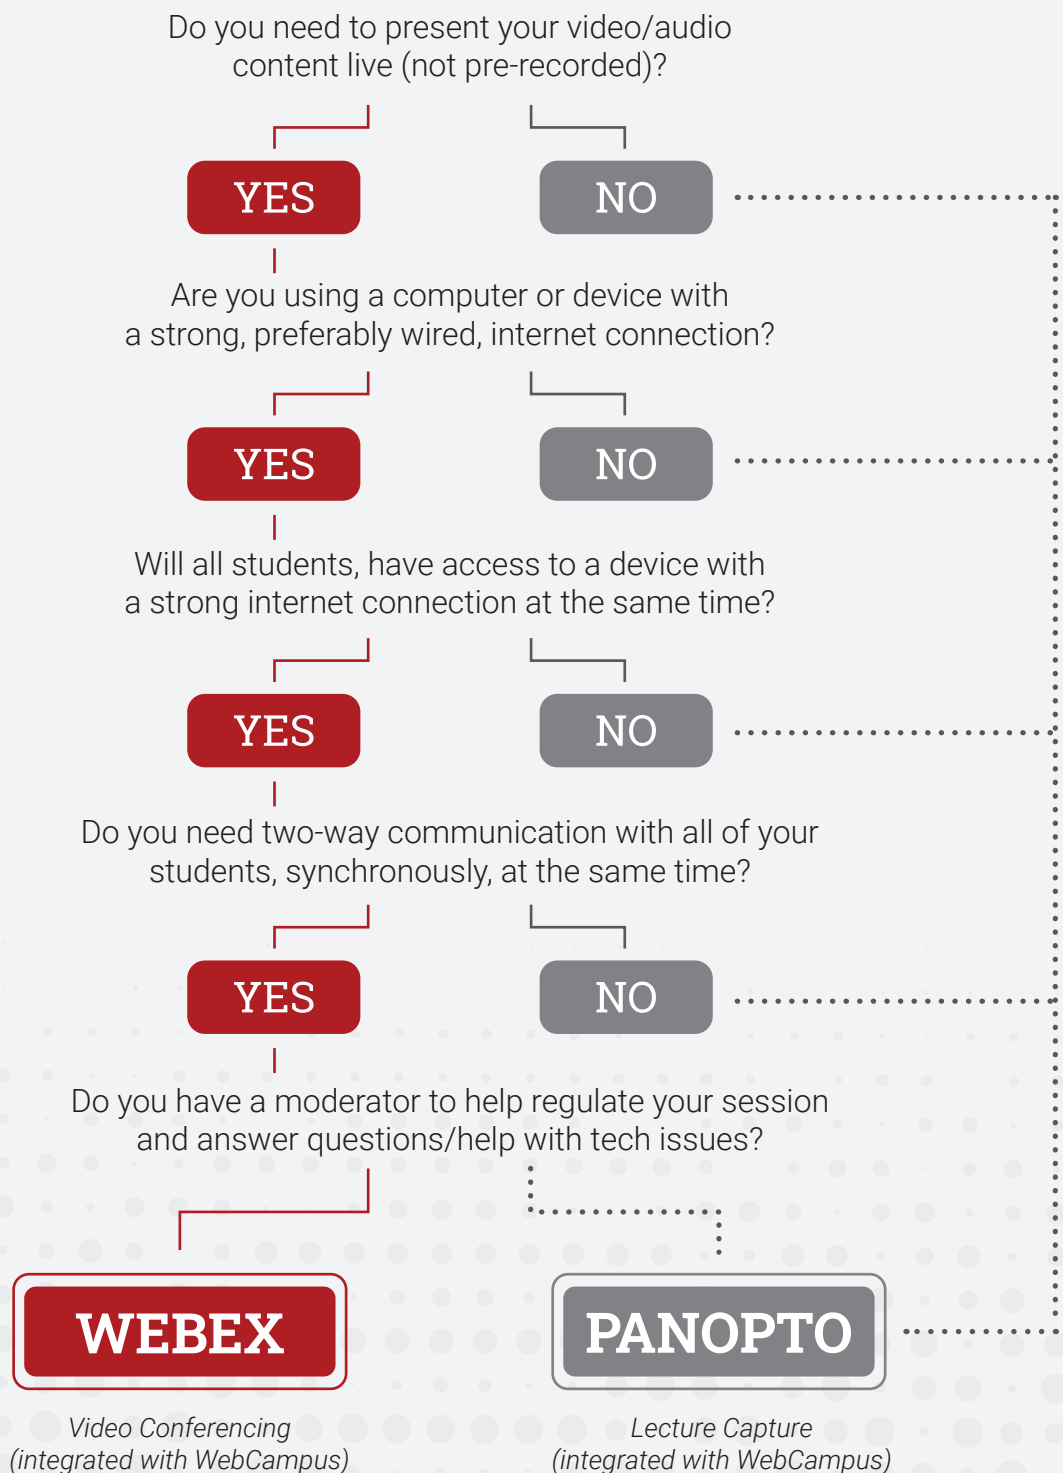 Do you need to present your video/audio
content live (not pre-recorded)?
YES
NO
Are you using a computer or device with
a strong, preferably wired, internet connection?
YES
NO
Will all students, have access to a device with
a strong internet connection at the same time?
YES
NO
Do you need two-way communication with all of your
students, synchronously, at the same time?
YES
NO
Do you have a moderator to help regulate your session
and answer questions/help with tech issues?
WEBEX
PANOPTO
Video Conferencing
(integrated with WebCampus)
Lecture Capture
(integrated with WebCampus)